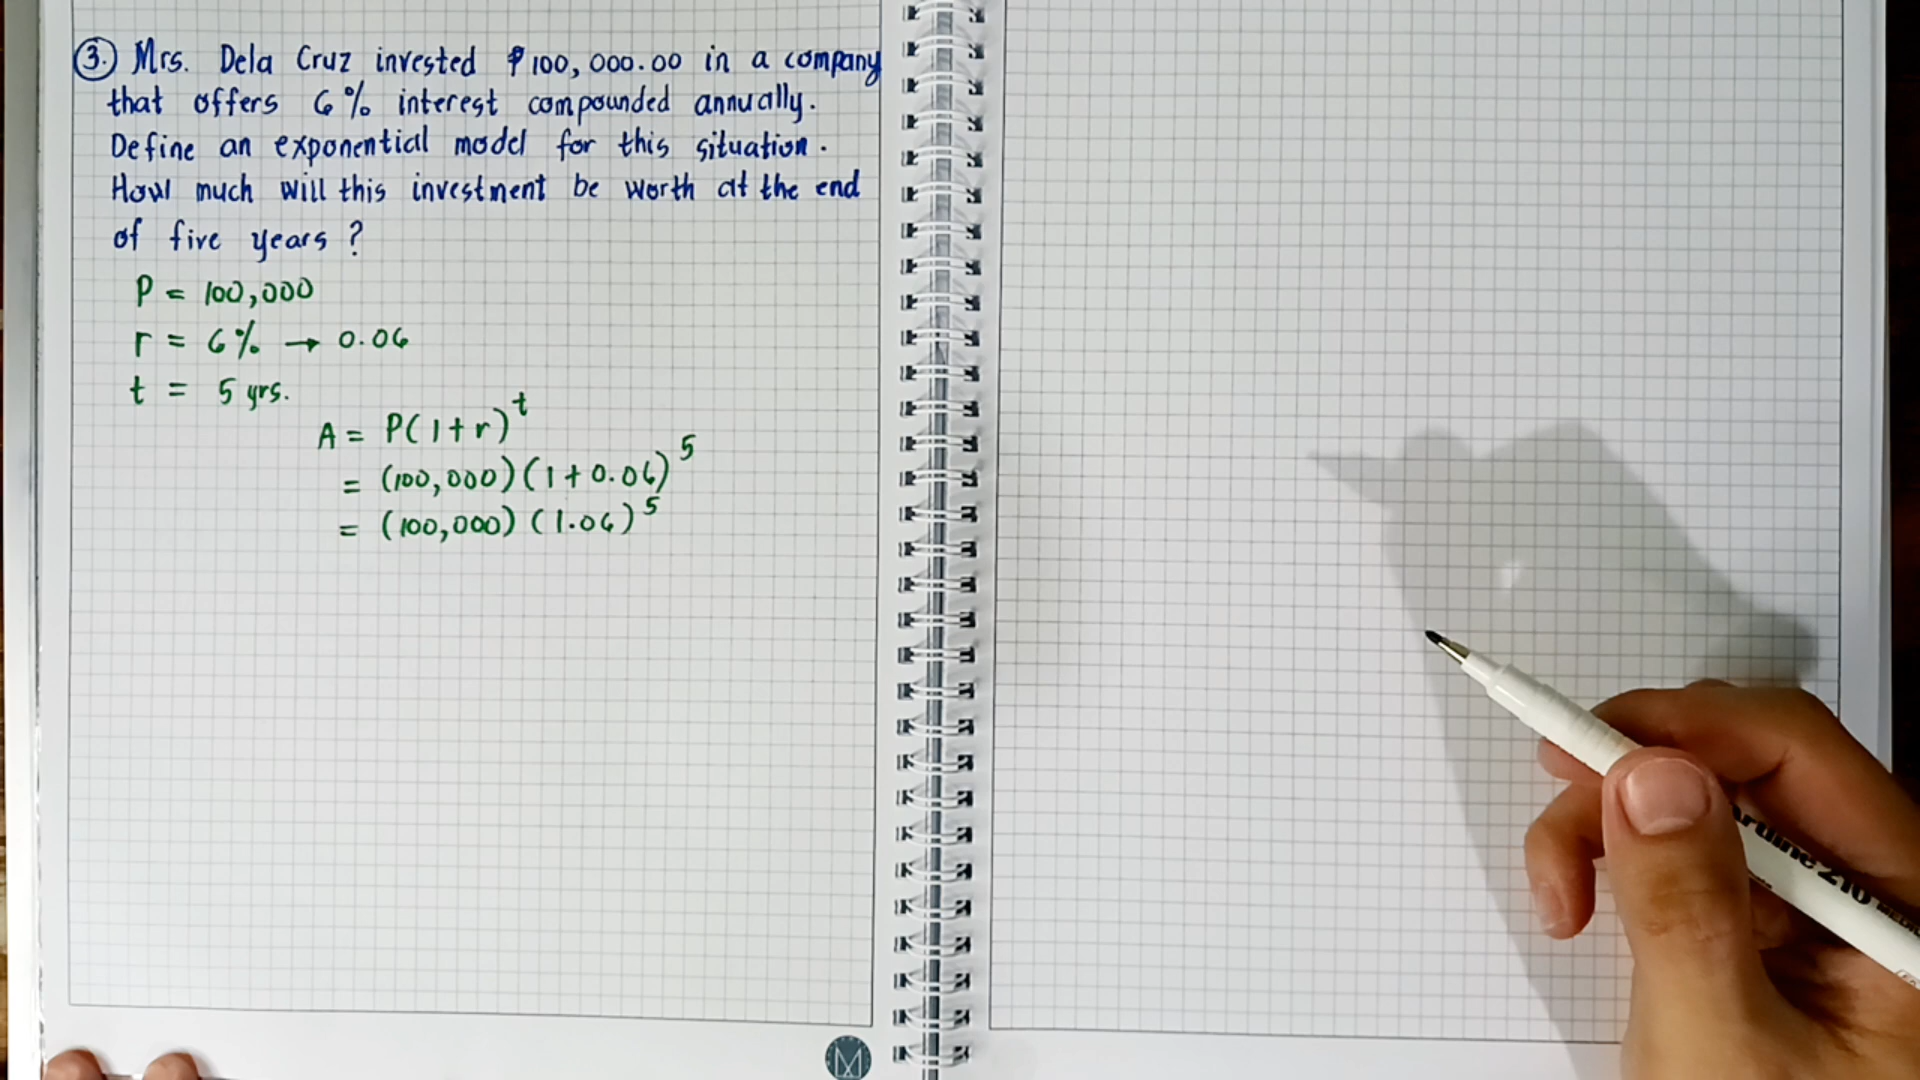 ③ Mrs. Dela Cruz invested ₱100,000.00 in a company
that offers 6% interest compounded annually.
Define an exponential model for this situation.
How much will this investment be worth at the end
of five years?
P = 100,000
r = 6% → 0.06
t = 5 yrs.
A = P(1+r)^t
= (100,000)(1+0.06)^5
= (100,000)(1.06)^5
Artline 210
M